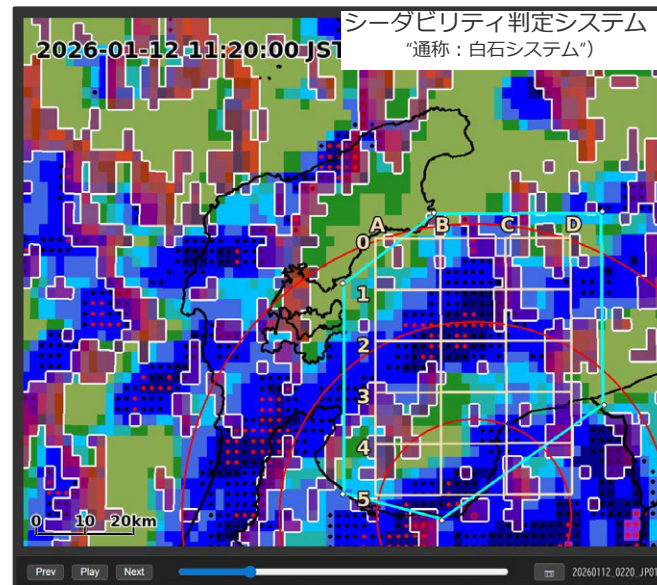 シーダビリティ判定システム
“通称：白石システム”）
2026-01-12 11:20:00 JST
A B C D
0
1
2
3
4
5
0 10 20km
Prev Play Next
20260112_0220_JP01